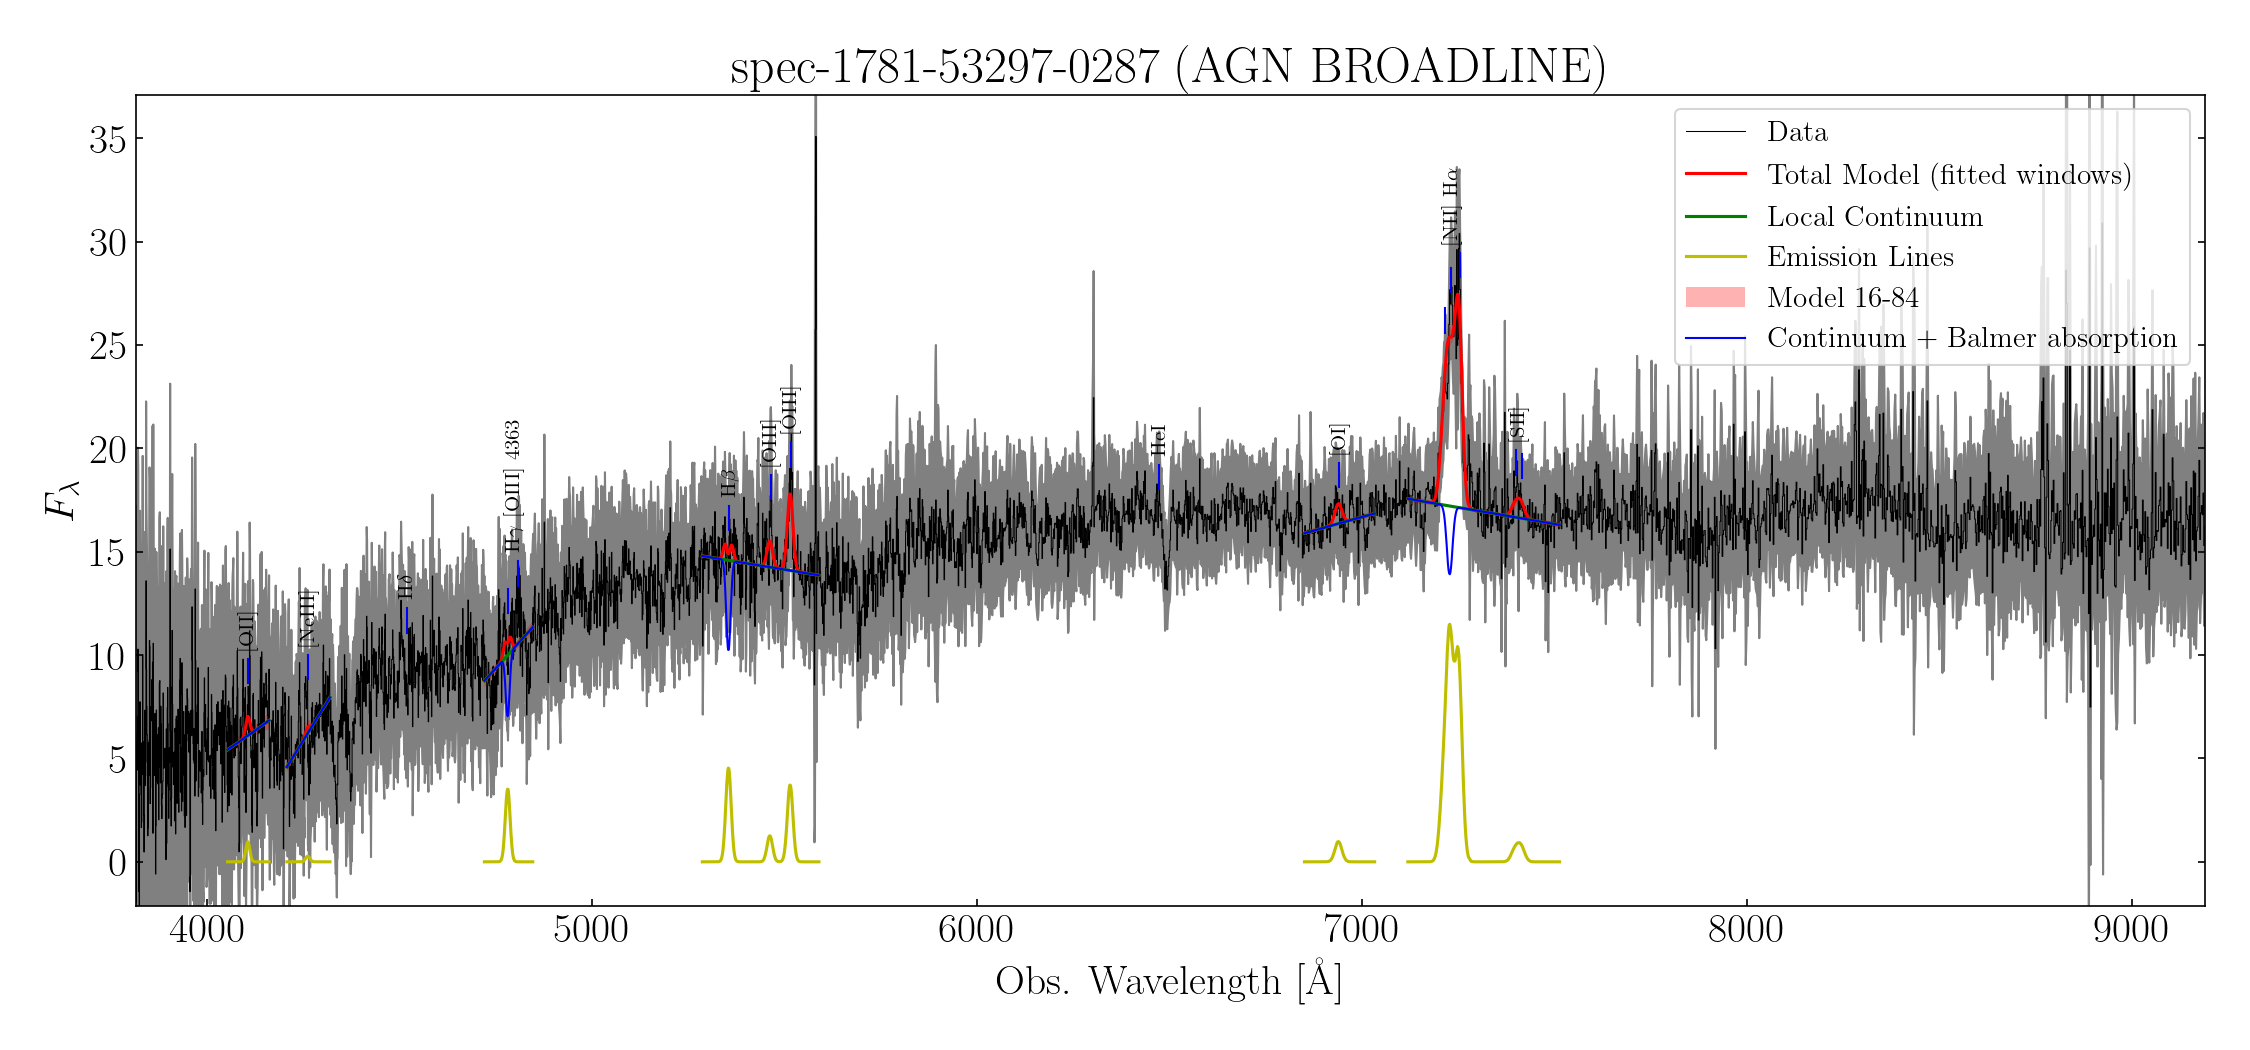 spec-1781-53297-0287 (AGN BROADLINE)
Data
Total Model (fitted windows)
Local Continuum
Emission Lines
Model 16-84
Continuum + Balmer absorption
[OII]
[NeIII]
Hδ
Hγ [OIII] 4363
Hβ
[OIII]
[OIII]
HeI
[OI]
[NII] Hα
[SII]
35
30
25
20
15
10
5
0
Fλ
4000
5000
6000
7000
8000
9000
Obs. Wavelength [Å]